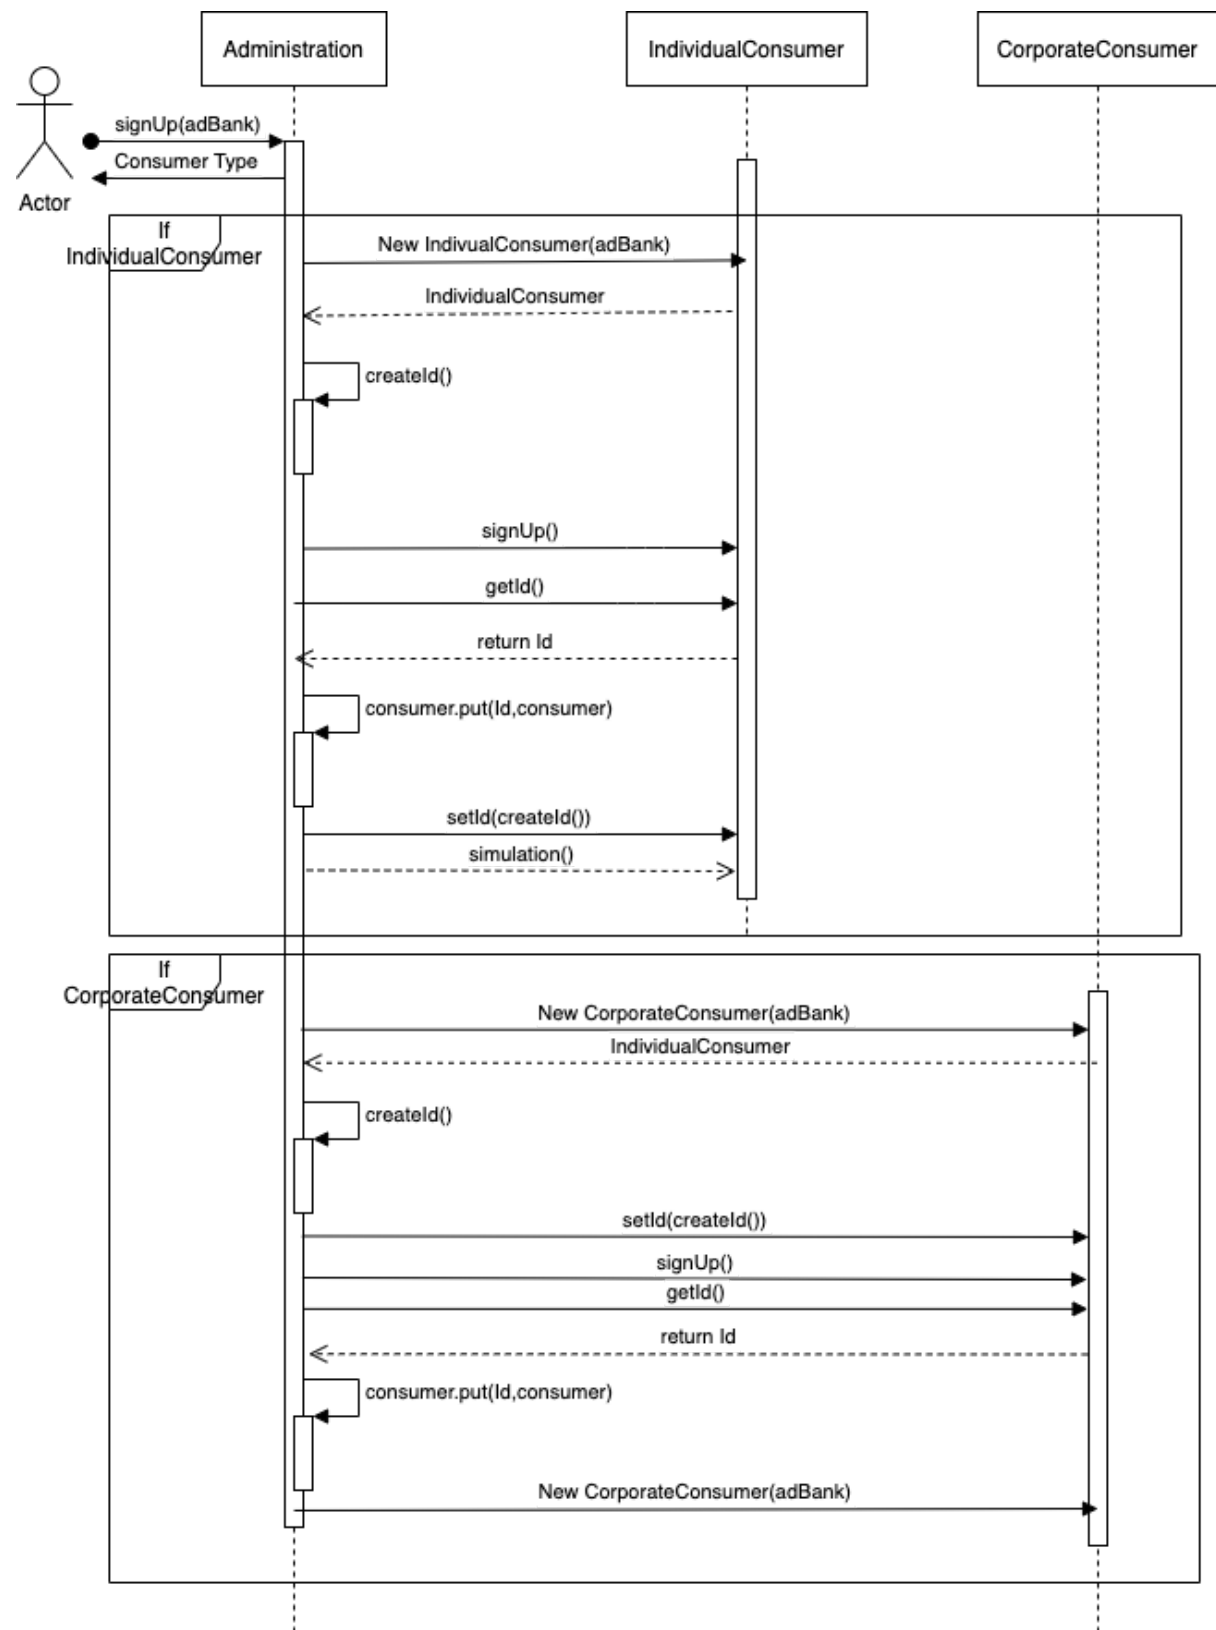 Administration
IndividualConsumer
CorporateConsumer
signUp(adBank)
Consumer Type
Actor
If
IndividualConsumer
New IndivualConsumer(adBank)
IndividualConsumer
createId()
signUp()
getId()
return Id
consumer.put(Id,consumer)
setId(createId())
simulation()
If
CorporateConsumer
New CorporateConsumer(adBank)
IndividualConsumer
createId()
setId(createId())
signUp()
getId()
return Id
consumer.put(Id,consumer)
New CorporateConsumer(adBank)